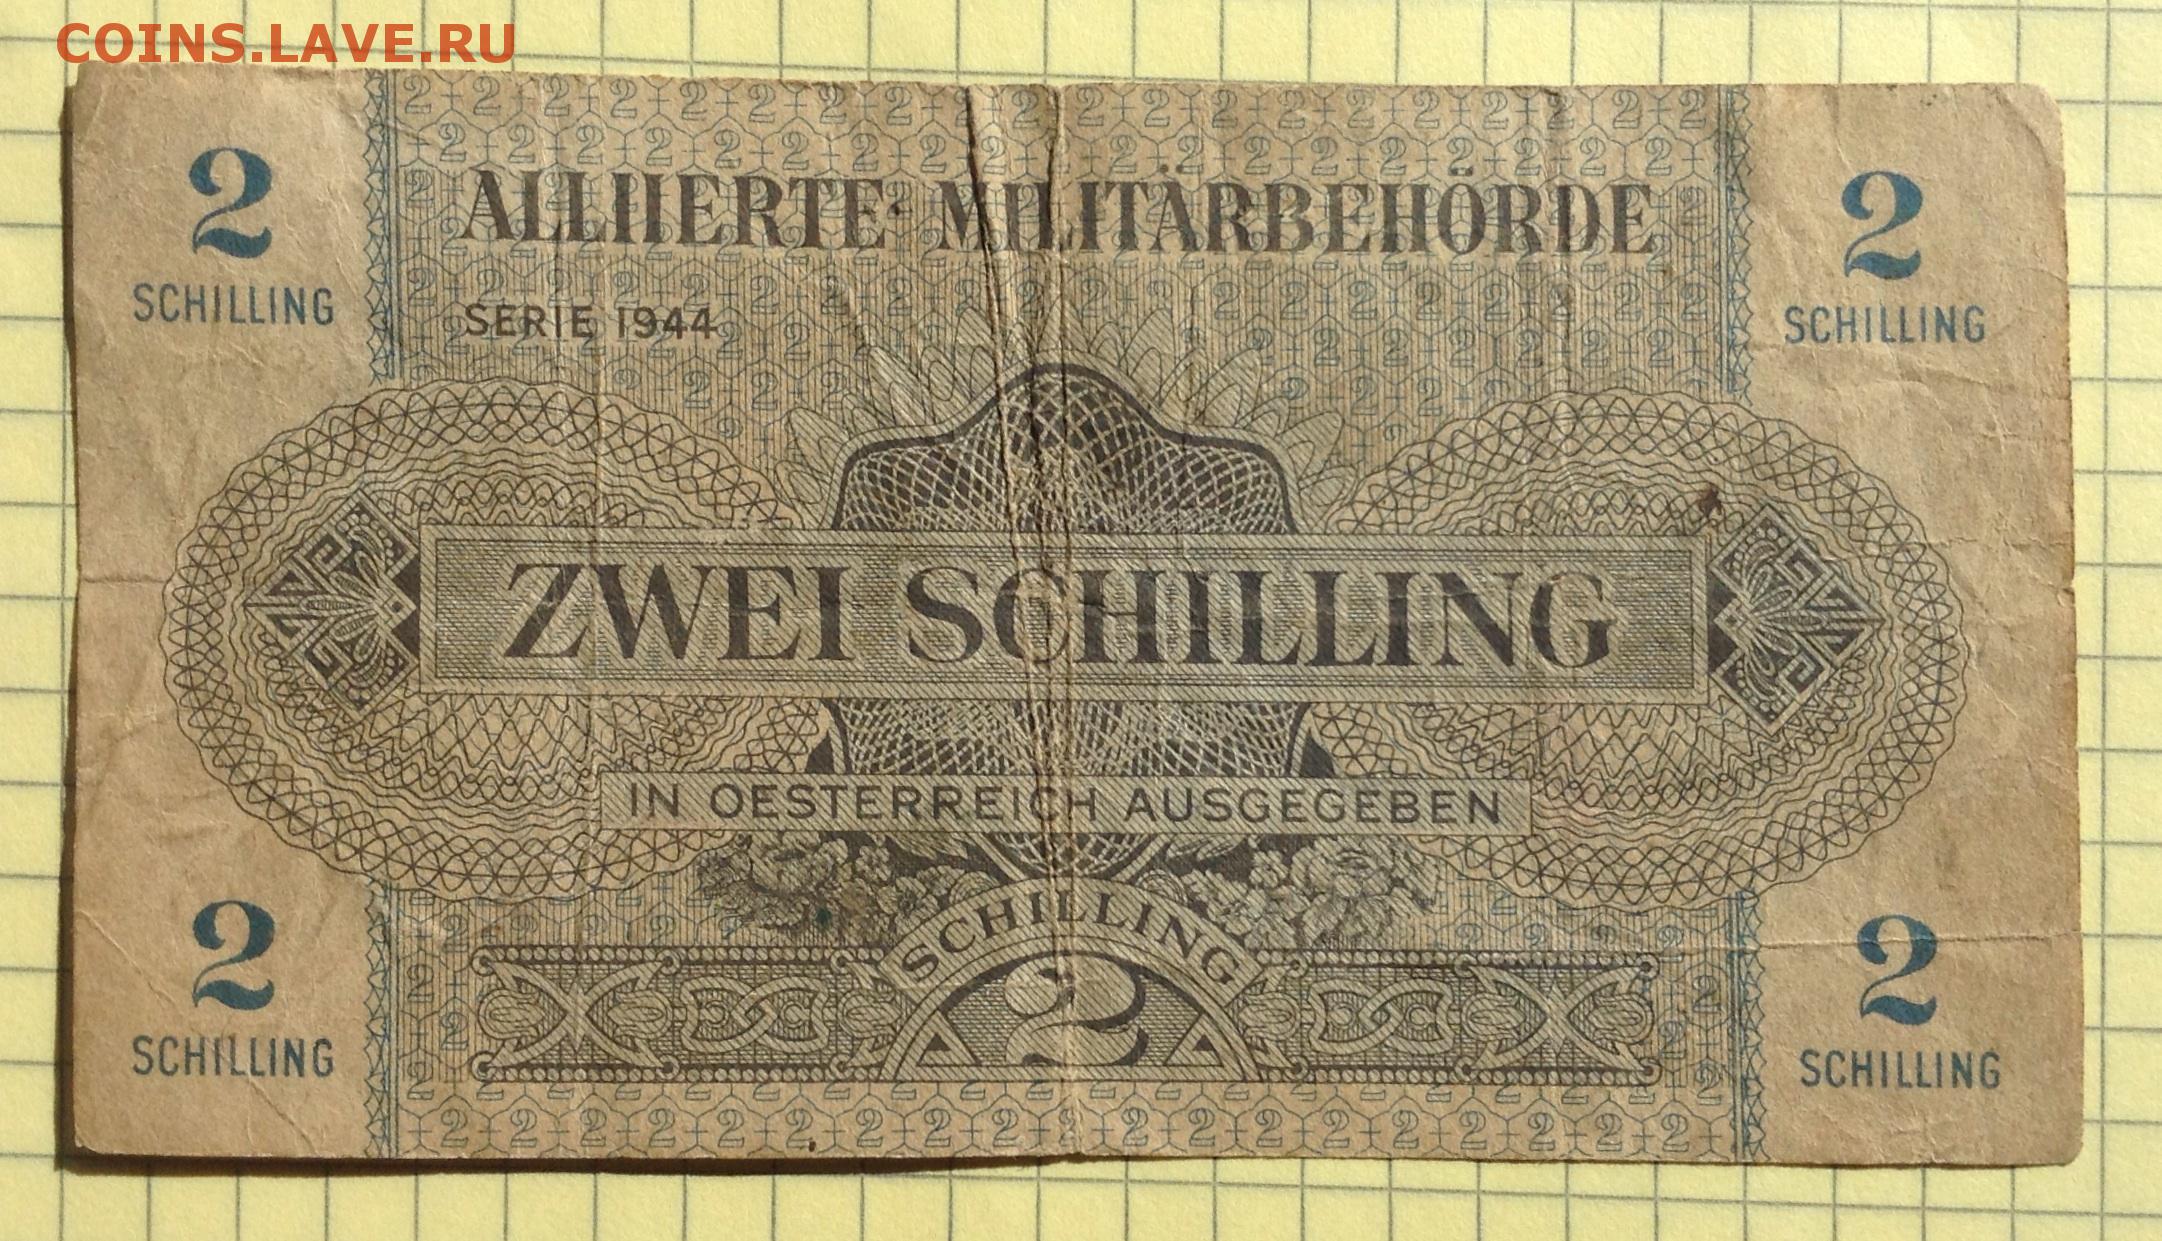 COINS.LAVE.RU
2
SCHILLING
ALLIIERTE MILITÄRBEHÖRDE
2
SCHILLING
SERIE 1944
ZWEI SCHILLING
IN OESTERREICH AUSGEGEBEN
2
SCHILLING
SCHILLING
2
2
SCHILLING